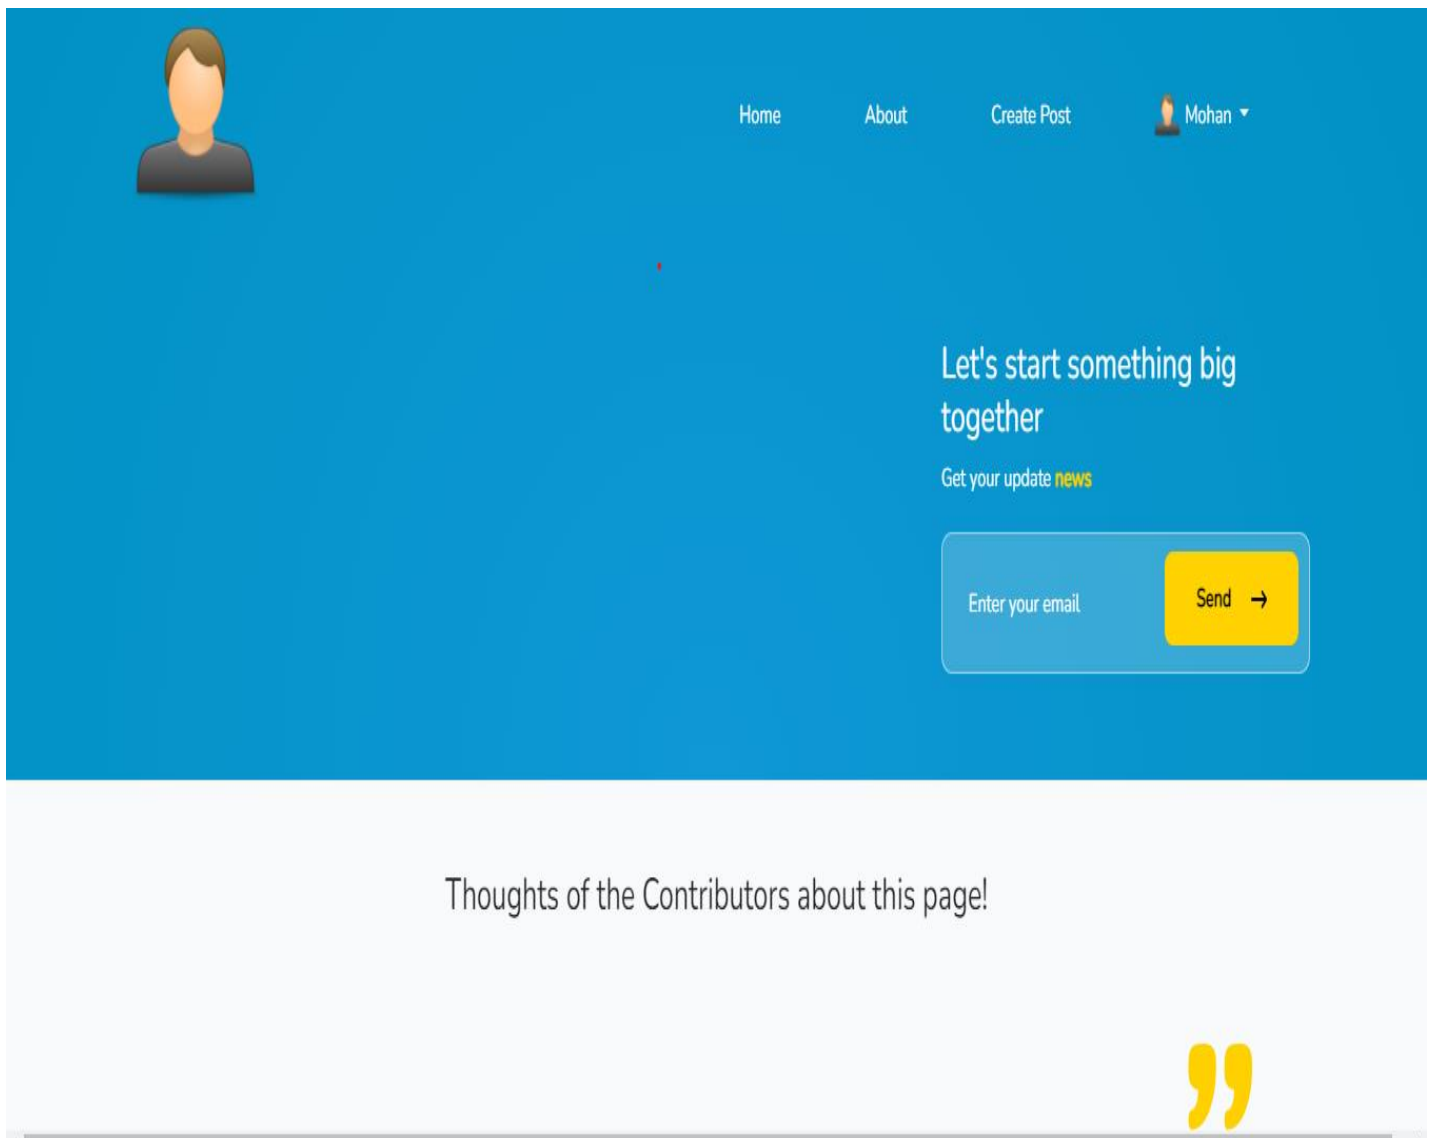 Home About Create Post Mohan
Let's start something big
together
Get your update news
Enter your email Send →
Thoughts of the Contributors about this page!
”